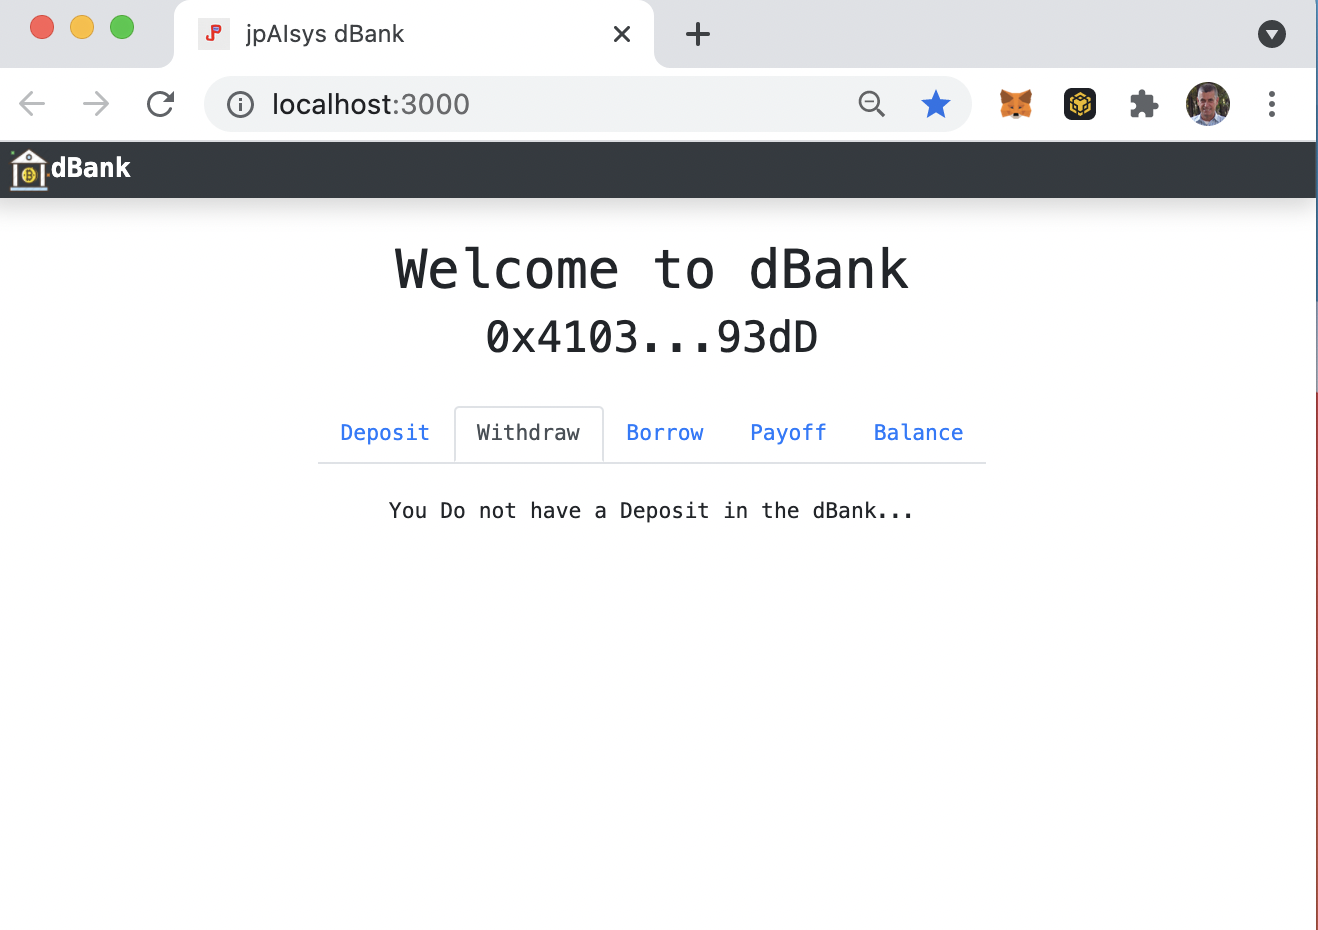 jpAIsys dBank
localhost:3000
dBank
Welcome to dBank
0x4103...93dD
Deposit Withdraw Borrow Payoff Balance
You Do not have a Deposit in the dBank...